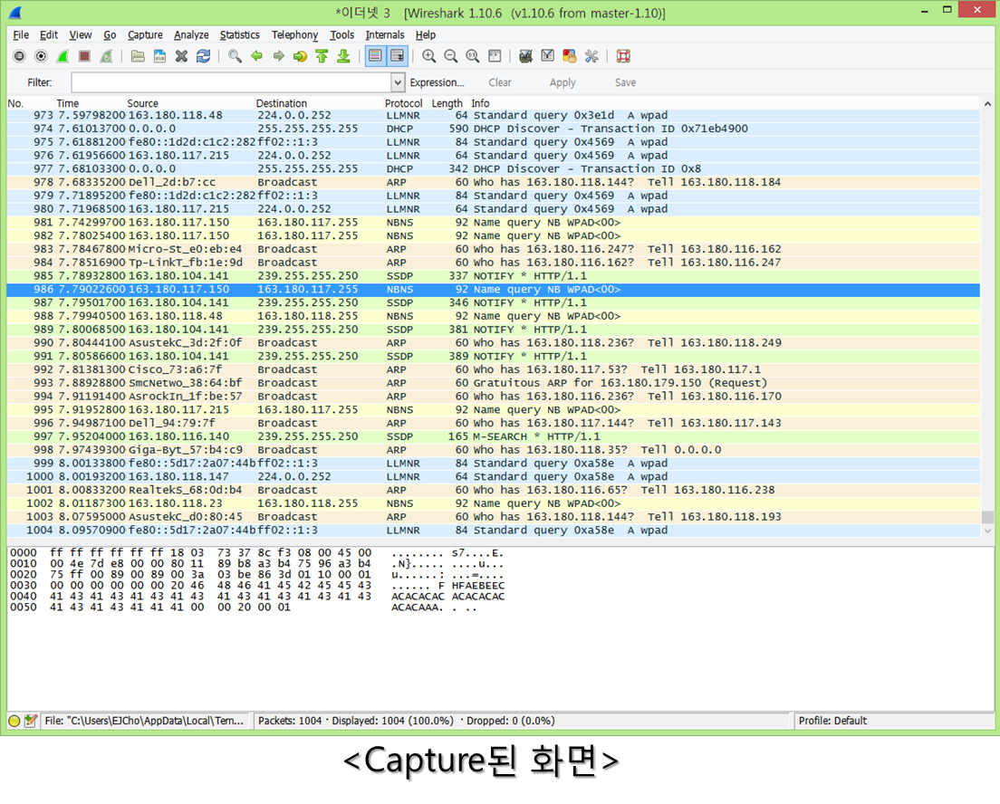 *이더넷 3 [Wireshark 1.10.6 (v1.10.6 from master-1.10)]
File Edit View Go Capture Analyze Statistics Telephony Tools Internals Help
Filter: Expression... Clear Apply Save
No. Time Source Destination Protocol Length Info
973 7.59798200 163.180.118.48 224.0.0.252 LLMNR 64 Standard query 0x3e1d A wpad
974 7.61013700 0.0.0.0 255.255.255.255 DHCP 590 DHCP Discover - Transaction ID 0x71eb4900
975 7.61881200 fe80::1d2d:c1c2:282 ff02::1:3 LLMNR 84 Standard query 0x4569 A wpad
976 7.61956600 163.180.117.215 224.0.0.252 LLMNR 64 Standard query 0x4569 A wpad
977 7.68103300 0.0.0.0 255.255.255.255 DHCP 342 DHCP Discover - Transaction ID 0x8
978 7.68335200 Dell_2d:b7:cc Broadcast ARP 60 Who has 163.180.118.144? Tell 163.180.118.184
979 7.71895200 fe80::1d2d:c1c2:282 ff02::1:3 LLMNR 84 Standard query 0x4569 A wpad
980 7.71968500 163.180.117.215 224.0.0.252 LLMNR 64 Standard query 0x4569 A wpad
981 7.74299700 163.180.117.150 163.180.117.255 NBNS 92 Name query NB WPAD<00>
982 7.78025400 163.180.117.150 163.180.117.255 NBNS 92 Name query NB WPAD<00>
983 7.78467800 Micro-St_e0:eb:e4 Broadcast ARP 60 Who has 163.180.116.247? Tell 163.180.116.162
984 7.78516900 Tp-LinkT_fb:1e:9d Broadcast ARP 60 Who has 163.180.116.162? Tell 163.180.116.247
985 7.78932800 163.180.104.141 239.255.255.250 SSDP 337 NOTIFY * HTTP/1.1
986 7.79022600 163.180.117.150 163.180.117.255 NBNS 92 Name query NB WPAD<00>
987 7.79501700 163.180.104.141 239.255.255.250 SSDP 346 NOTIFY * HTTP/1.1
988 7.79940500 163.180.118.48 163.180.118.255 NBNS 92 Name query NB WPAD<00>
989 7.80068500 163.180.104.141 239.255.255.250 SSDP 381 NOTIFY * HTTP/1.1
990 7.80444100 AsustekC_3d:2f:0f Broadcast ARP 60 Who has 163.180.118.236? Tell 163.180.118.249
991 7.80586600 163.180.104.141 239.255.255.250 SSDP 389 NOTIFY * HTTP/1.1
992 7.81381300 Cisco_73:a6:7f Broadcast ARP 60 Who has 163.180.117.53? Tell 163.180.117.1
993 7.88928800 SmcNetwo_38:64:bf Broadcast ARP 60 Gratuitous ARP for 163.180.179.150 (Request)
994 7.91191400 AsrockIn_1f:be:57 Broadcast ARP 60 Who has 163.180.116.236? Tell 163.180.116.170
995 7.91952800 163.180.117.215 163.180.117.255 NBNS 92 Name query NB WPAD<00>
996 7.94987100 Dell_94:79:7f Broadcast ARP 60 Who has 163.180.117.144? Tell 163.180.117.143
997 7.95204000 163.180.116.140 239.255.255.250 SSDP 165 M-SEARCH * HTTP/1.1
998 7.97439300 Giga-Byt_57:b4:c9 Broadcast ARP 60 Who has 163.180.118.35? Tell 0.0.0.0
999 8.00133800 fe80::5d17:2a07:44b ff02::1:3 LLMNR 84 Standard query 0xa58e A wpad
1000 8.00193200 163.180.118.147 224.0.0.252 LLMNR 64 Standard query 0xa58e A wpad
1001 8.00833200 RealtekS_68:0d:b4 Broadcast ARP 60 Who has 163.180.116.65? Tell 163.180.116.238
1002 8.01187300 163.180.118.23 163.180.118.255 NBNS 92 Name query NB WPAD<00>
1003 8.07595000 AsustekC_d0:80:45 Broadcast ARP 60 Who has 163.180.118.144? Tell 163.180.118.193
1004 8.09570900 fe80::5d17:2a07:44b ff02::1:3 LLMNR 84 Standard query 0xa58e A wpad
0000 ff ff ff ff ff ff 18 03 73 37 8c f3 08 00 45 00 ........ s7....E.
0010 00 4e 7d e8 00 00 80 11 89 b8 a3 b4 75 96 a3 b4 .N}..... ....u...
0020 75 ff 00 89 00 89 00 3a 03 be 86 3d 01 10 00 01 u......: ...=....
0030 00 00 00 00 00 00 20 46 48 46 41 45 42 45 45 43 ...... F HFAEBEEC
0040 41 43 41 43 41 43 41 43 41 43 41 43 41 43 41 43 ACACACAC ACACACAC
0050 41 43 41 43 41 41 41 00 00 20 00 01 ACACAAA. . ..
File: "C:\Users\EJCho\AppData\Local\Tem... Packets: 1004 · Displayed: 1004 (100.0%) · Dropped: 0 (0.0%) Profile: Default
<Capture된 화면>